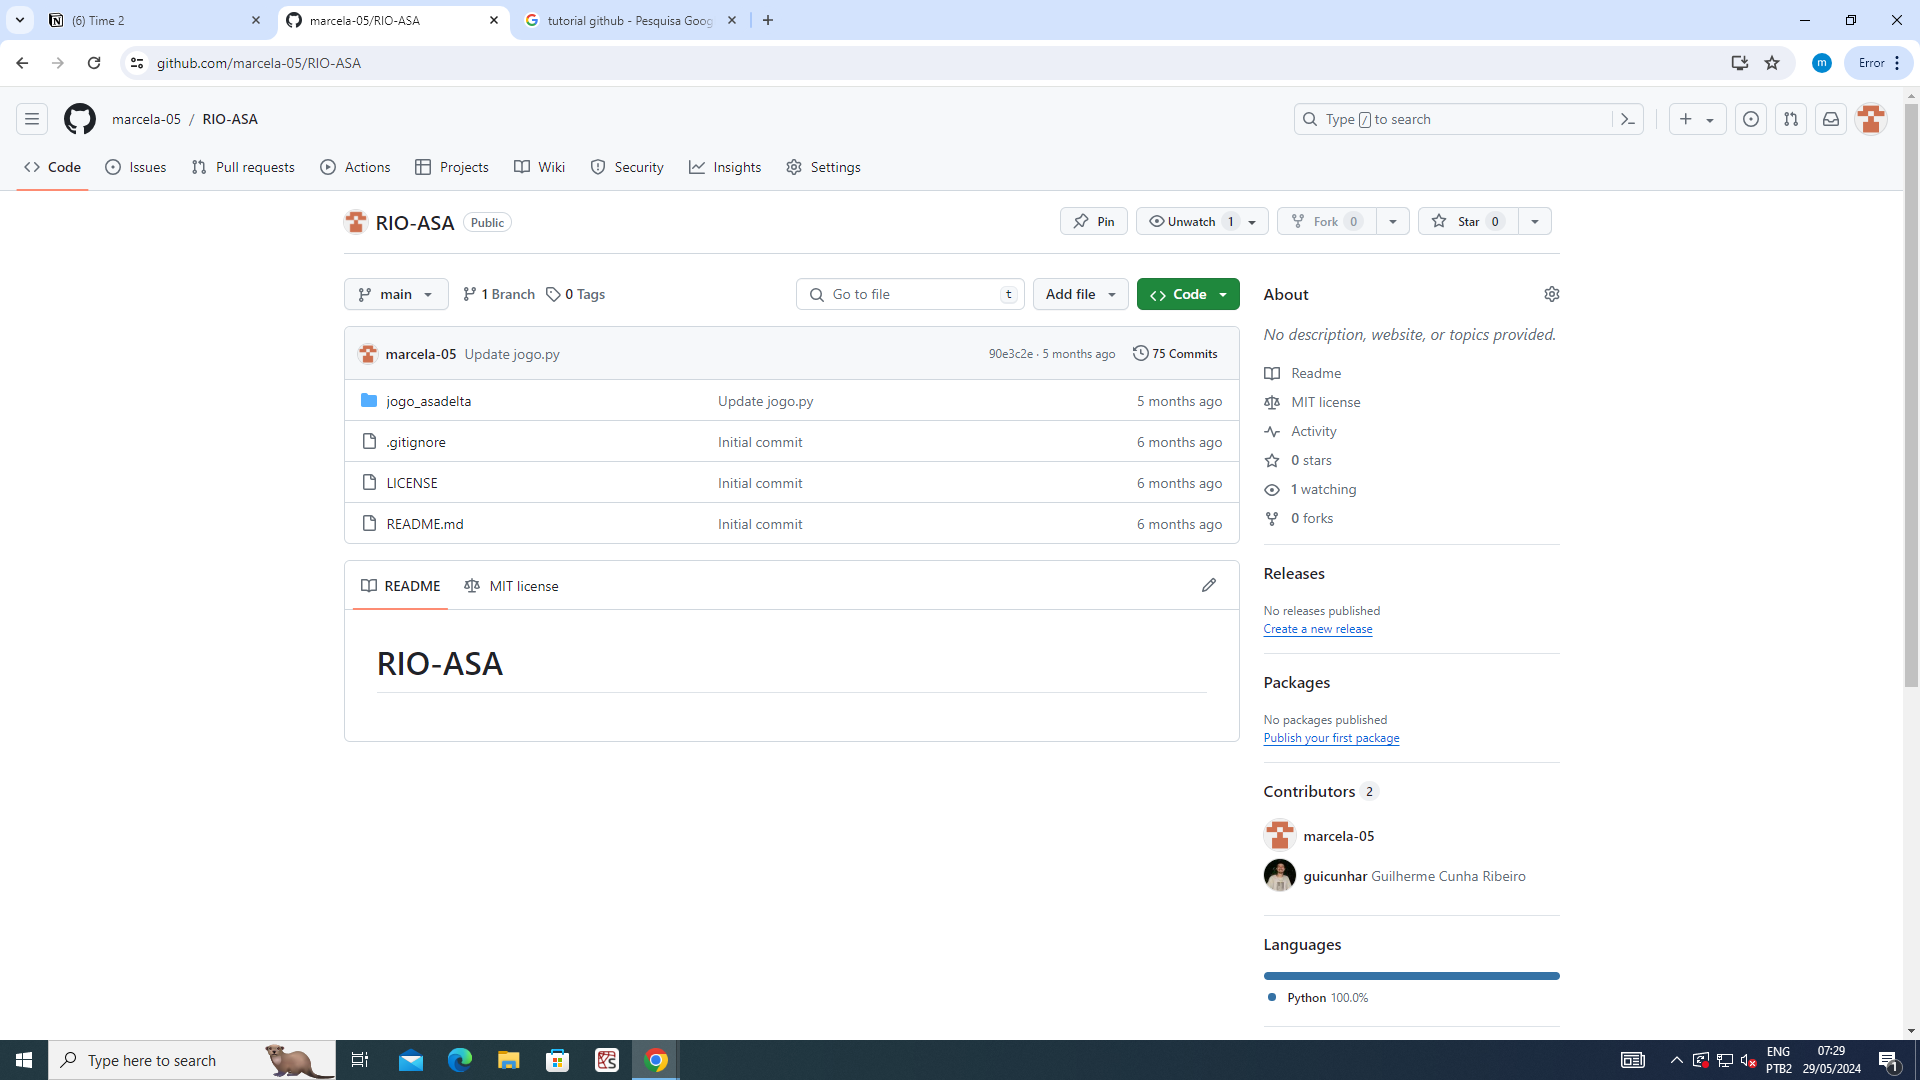 (6) Time 2
marcela-05/RIO-ASA
tutorial github - Pesquisa Goog
github.com/marcela-05/RIO-ASA
m
Error
marcela-05 / RIO-ASA
Type / to search
Code
Issues
Pull requests
Actions
Projects
Wiki
Security
Insights
Settings
RIO-ASA
Public
Pin
Unwatch 1
Fork 0
Star 0
main
1 Branch
0 Tags
Go to file
t
Add file
Code
marcela-05 Update jogo.py
90e3c2e · 5 months ago
75 Commits
jogo_asadelta Update jogo.py 5 months ago
.gitignore Initial commit 6 months ago
LICENSE Initial commit 6 months ago
README.md Initial commit 6 months ago
README
MIT license
RIO-ASA
About
No description, website, or topics provided.
Readme
MIT license
Activity
0 stars
1 watching
0 forks
Releases
No releases published
Create a new release
Packages
No packages published
Publish your first package
Contributors 2
marcela-05
guicunhar Guilherme Cunha Ribeiro
Languages
Python 100.0%
Type here to search
ENG
PTB2
07:29
29/05/2024
1